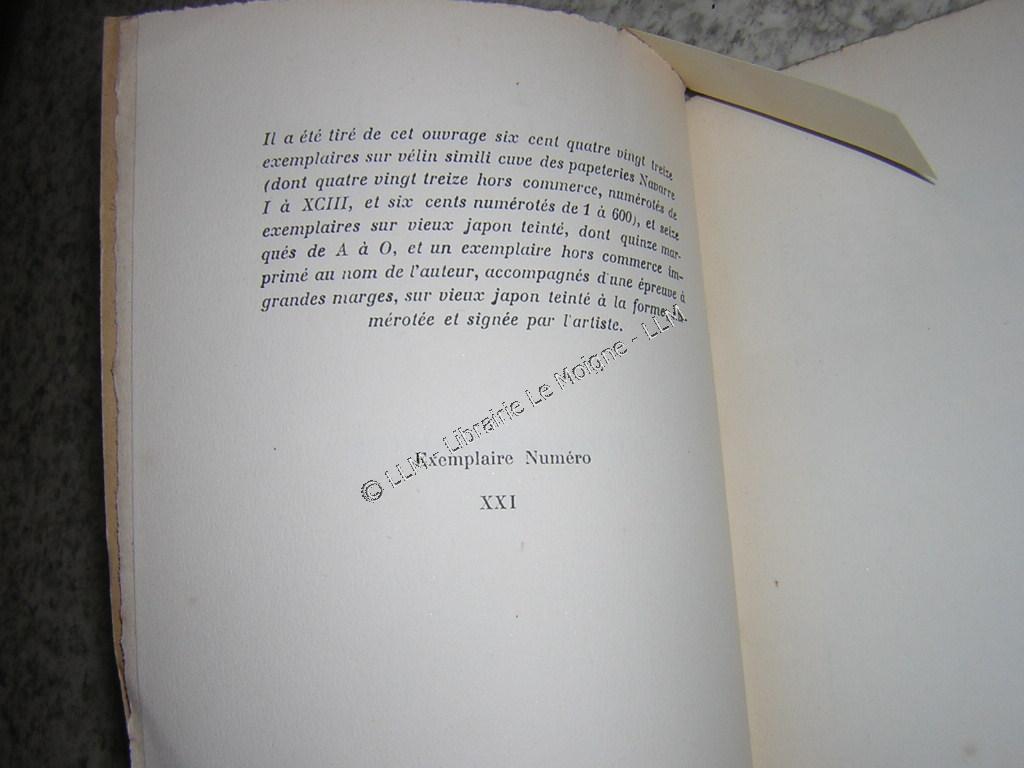 Il a été tiré de cet ouvrage six cent quatre vingt treize
exemplaires sur vélin simili cuve des papeteries Navarre
(dont quatre vingt treize hors commerce, numérotés de
I à XCIII, et six cents numérotés de 1 à 600), et seize
exemplaires sur vieux japon teinté, dont quinze mar-
qués de A à O, et un exemplaire hors commerce im-
primé au nom de l'auteur, accompagnés d'une épreuve à
grandes marges, sur vieux japon teinté à la forme,
mérotée et signée par l'artiste.
© LLM - Librairie Le Moigne - LLM
Exemplaire Numéro
XXI